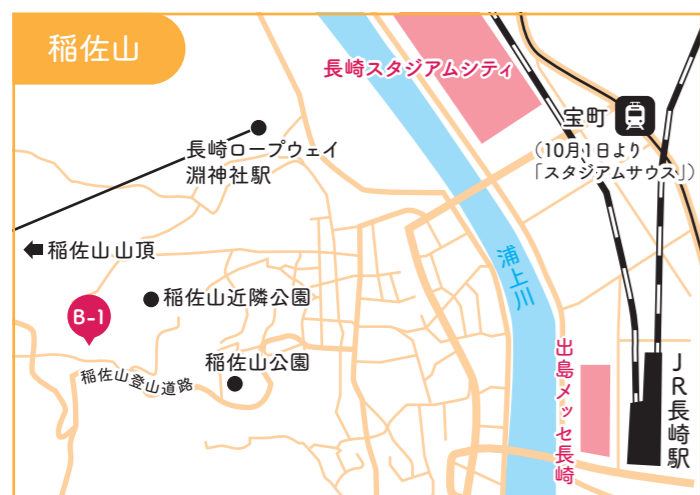 稲佐山
長崎スタジアムシティ
宝町
（10月1日より
「スタジアムサウス」）
長崎ロープウェイ
淵神社駅
稲佐山山頂
浦上川
稲佐山近隣公園
B-1
稲佐山公園
稲佐山登山道路
出島メッセ長崎
JR長崎駅